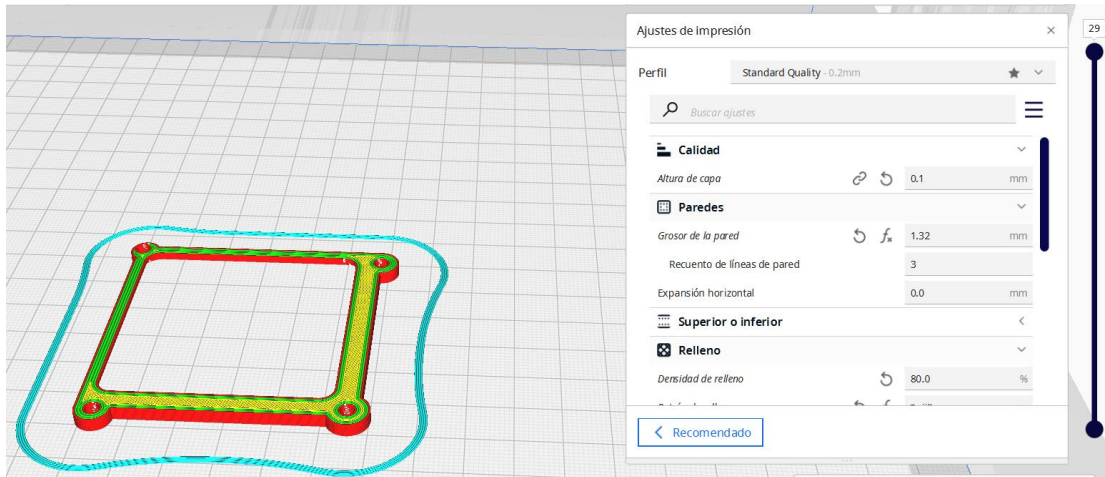 Ajustes de impresión
×
29
Perfil
Standard Quality - 0.2mm
Buscar ajustes
Calidad
Altura de capa 0.1 mm
Paredes
Grosor de la pared 1.32 mm
Recuento de líneas de pared 3
Expansión horizontal 0.0 mm
Superior o inferior
Relleno
Densidad de relleno 80.0 %
Recomendado